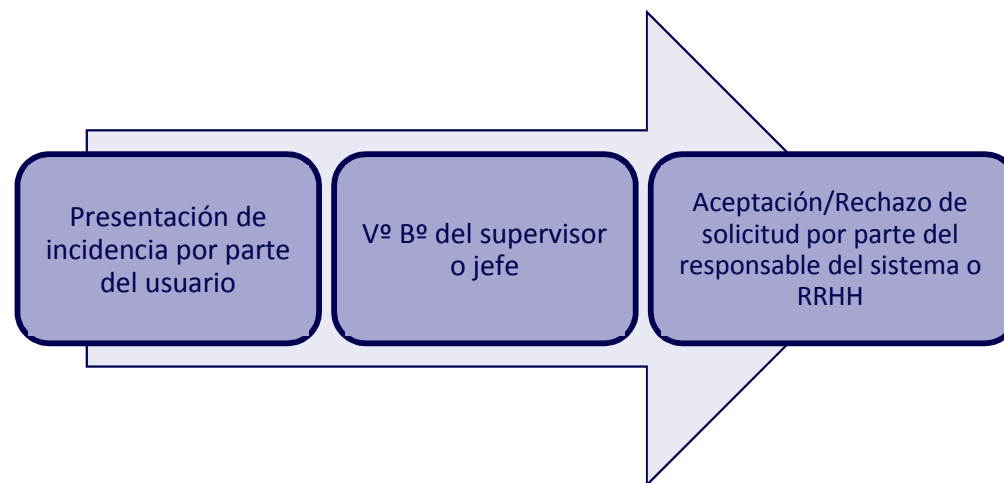 Presentación de
incidencia por parte
del usuario
Vº Bº del supervisor
o jefe
Aceptación/Rechazo de
solicitud por parte del
responsable del sistema o
RRHH